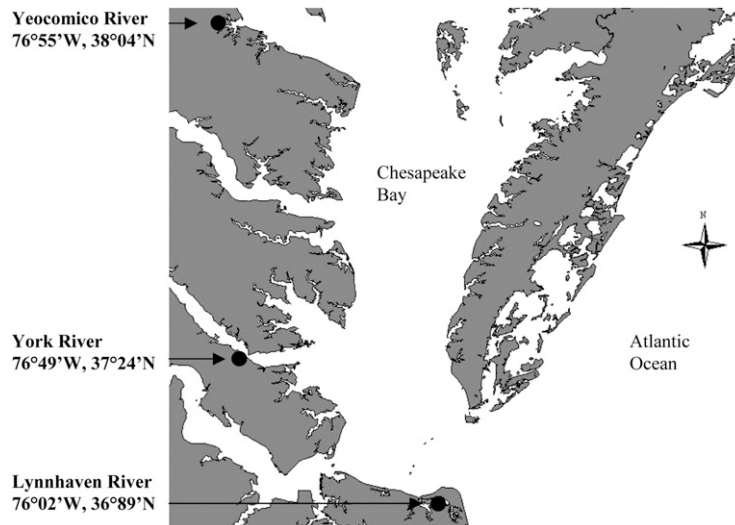 Yeocomico River
76°55’W, 38°04’N
Chesapeake
Bay
N
York River
76°49’W, 37°24’N
Atlantic
Ocean
Lynnhaven River
76°02’W, 36°89’N